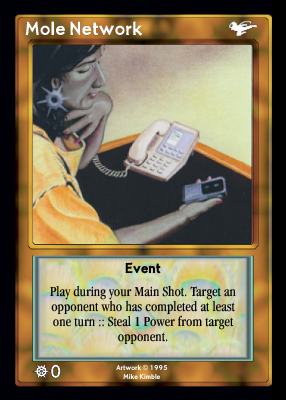 Mole Network
Event
Play during your Main Shot. Target an
opponent who has completed at least
one turn :: Steal 1 Power from target
opponent.
0
Artwork © 1995
Mike Kimble